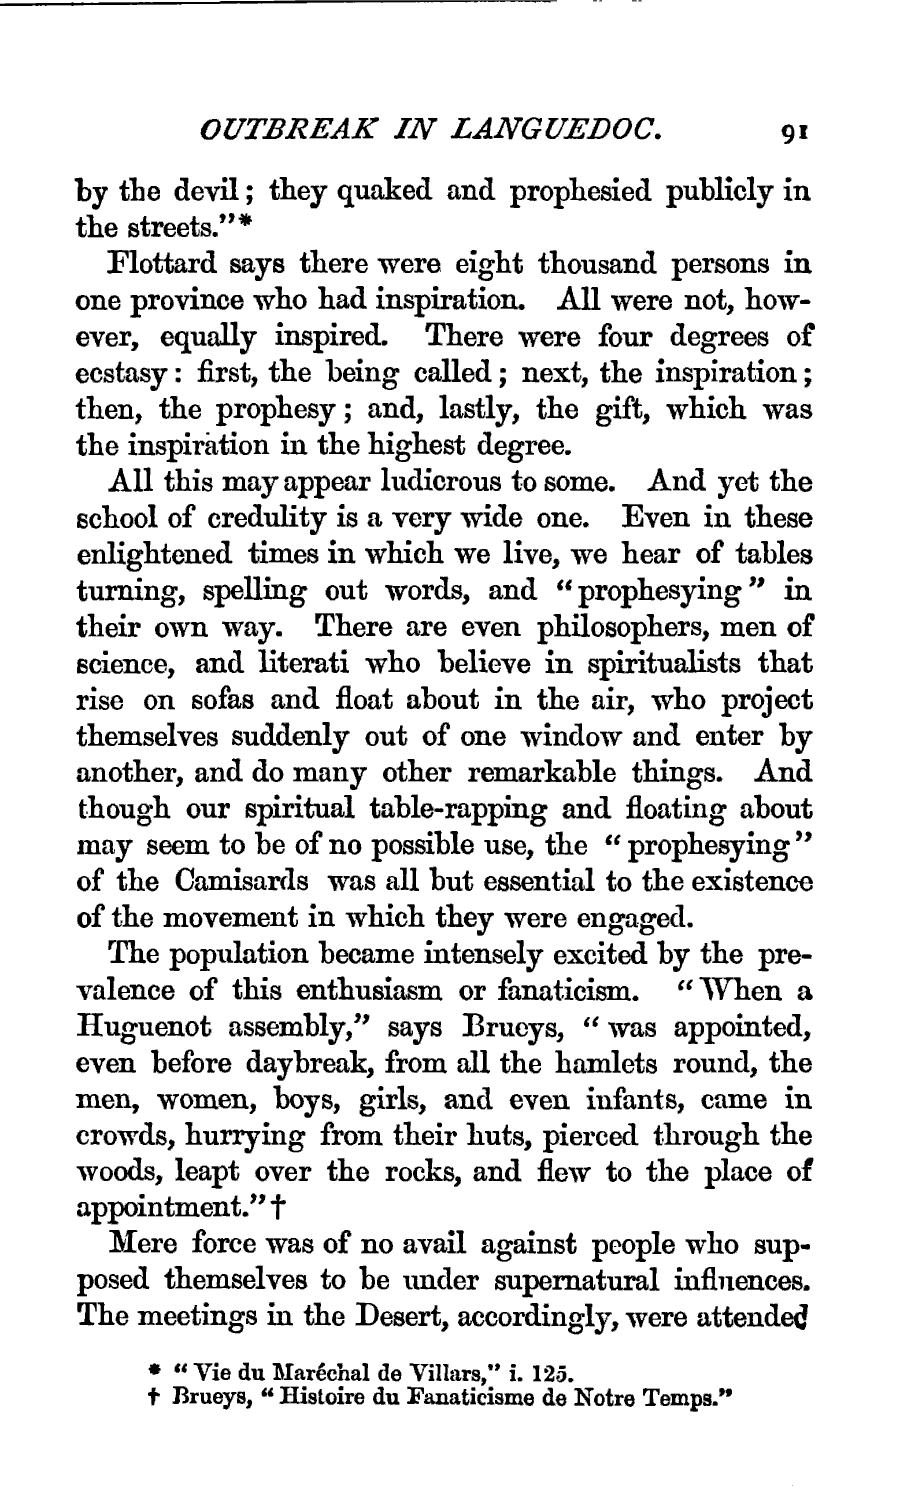 OUTBREAK IN LANGUEDOC. 91
by the devil; they quaked and prophesied publicly in
the streets."*
Flottard says there were eight thousand persons in
one province who had inspiration. All were not, how-
ever, equally inspired. There were four degrees of
ecstasy: first, the being called; next, the inspiration;
then, the prophesy; and, lastly, the gift, which was
the inspiration in the highest degree.
All this may appear ludicrous to some. And yet the
school of credulity is a very wide one. Even in these
enlightened times in which we live, we hear of tables
turning, spelling out words, and "prophesying" in
their own way. There are even philosophers, men of
science, and literati who believe in spiritualists that
rise on sofas and float about in the air, who project
themselves suddenly out of one window and enter by
another, and do many other remarkable things. And
though our spiritual table-rapping and floating about
may seem to be of no possible use, the "prophesying"
of the Camisards was all but essential to the existence
of the movement in which they were engaged.
The population became intensely excited by the pre-
valence of this enthusiasm or fanaticism. "When a
Huguenot assembly," says Brueys, "was appointed,
even before daybreak, from all the hamlets round, the
men, women, boys, girls, and even infants, came in
crowds, hurrying from their huts, pierced through the
woods, leapt over the rocks, and flew to the place of
appointment."†
Mere force was of no avail against people who sup-
posed themselves to be under supernatural influences.
The meetings in the Desert, accordingly, were attended
* "Vie du Maréchal de Villars," i. 125.
† Brueys, "Histoire du Fanaticisme de Notre Temps."